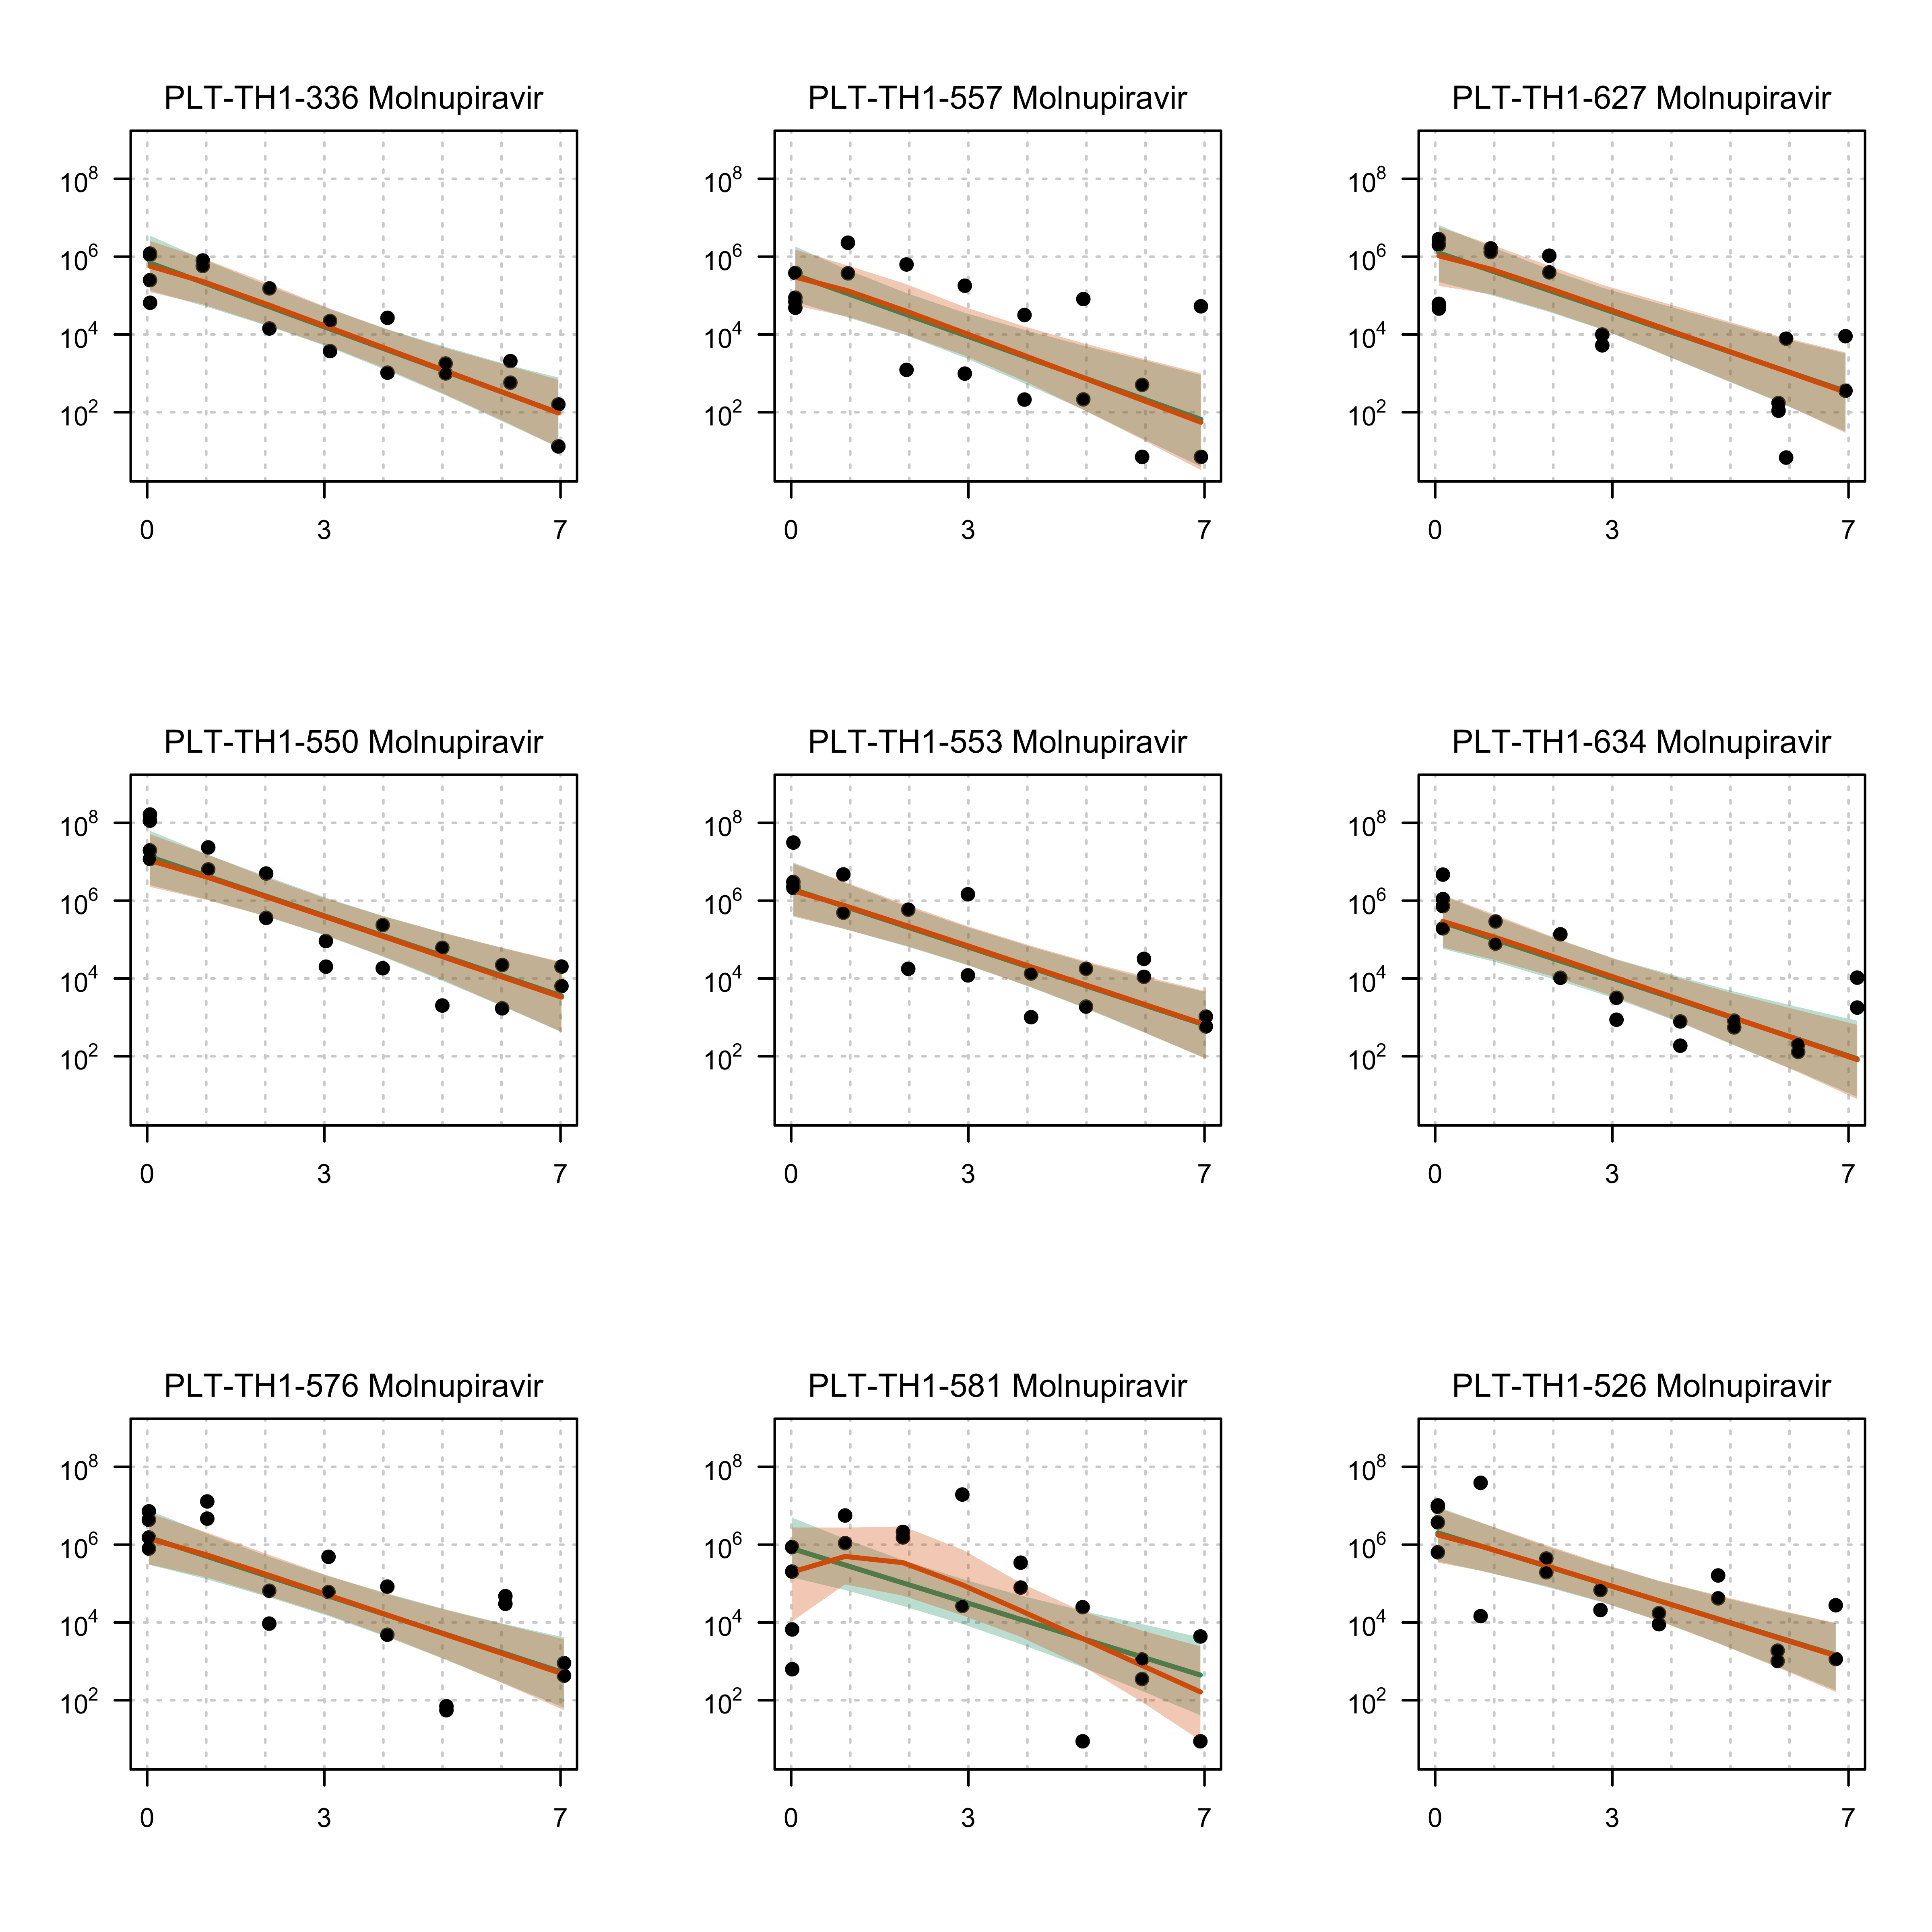 PLT-TH1-336 Molnupiravir
10^8
10^6
10^4
10^2
0 3 7
PLT-TH1-557 Molnupiravir
10^8
10^6
10^4
10^2
0 3 7
PLT-TH1-627 Molnupiravir
10^8
10^6
10^4
10^2
0 3 7
PLT-TH1-550 Molnupiravir
10^8
10^6
10^4
10^2
0 3 7
PLT-TH1-553 Molnupiravir
10^8
10^6
10^4
10^2
0 3 7
PLT-TH1-634 Molnupiravir
10^8
10^6
10^4
10^2
0 3 7
PLT-TH1-576 Molnupiravir
10^8
10^6
10^4
10^2
0 3 7
PLT-TH1-581 Molnupiravir
10^8
10^6
10^4
10^2
0 3 7
PLT-TH1-526 Molnupiravir
10^8
10^6
10^4
10^2
0 3 7